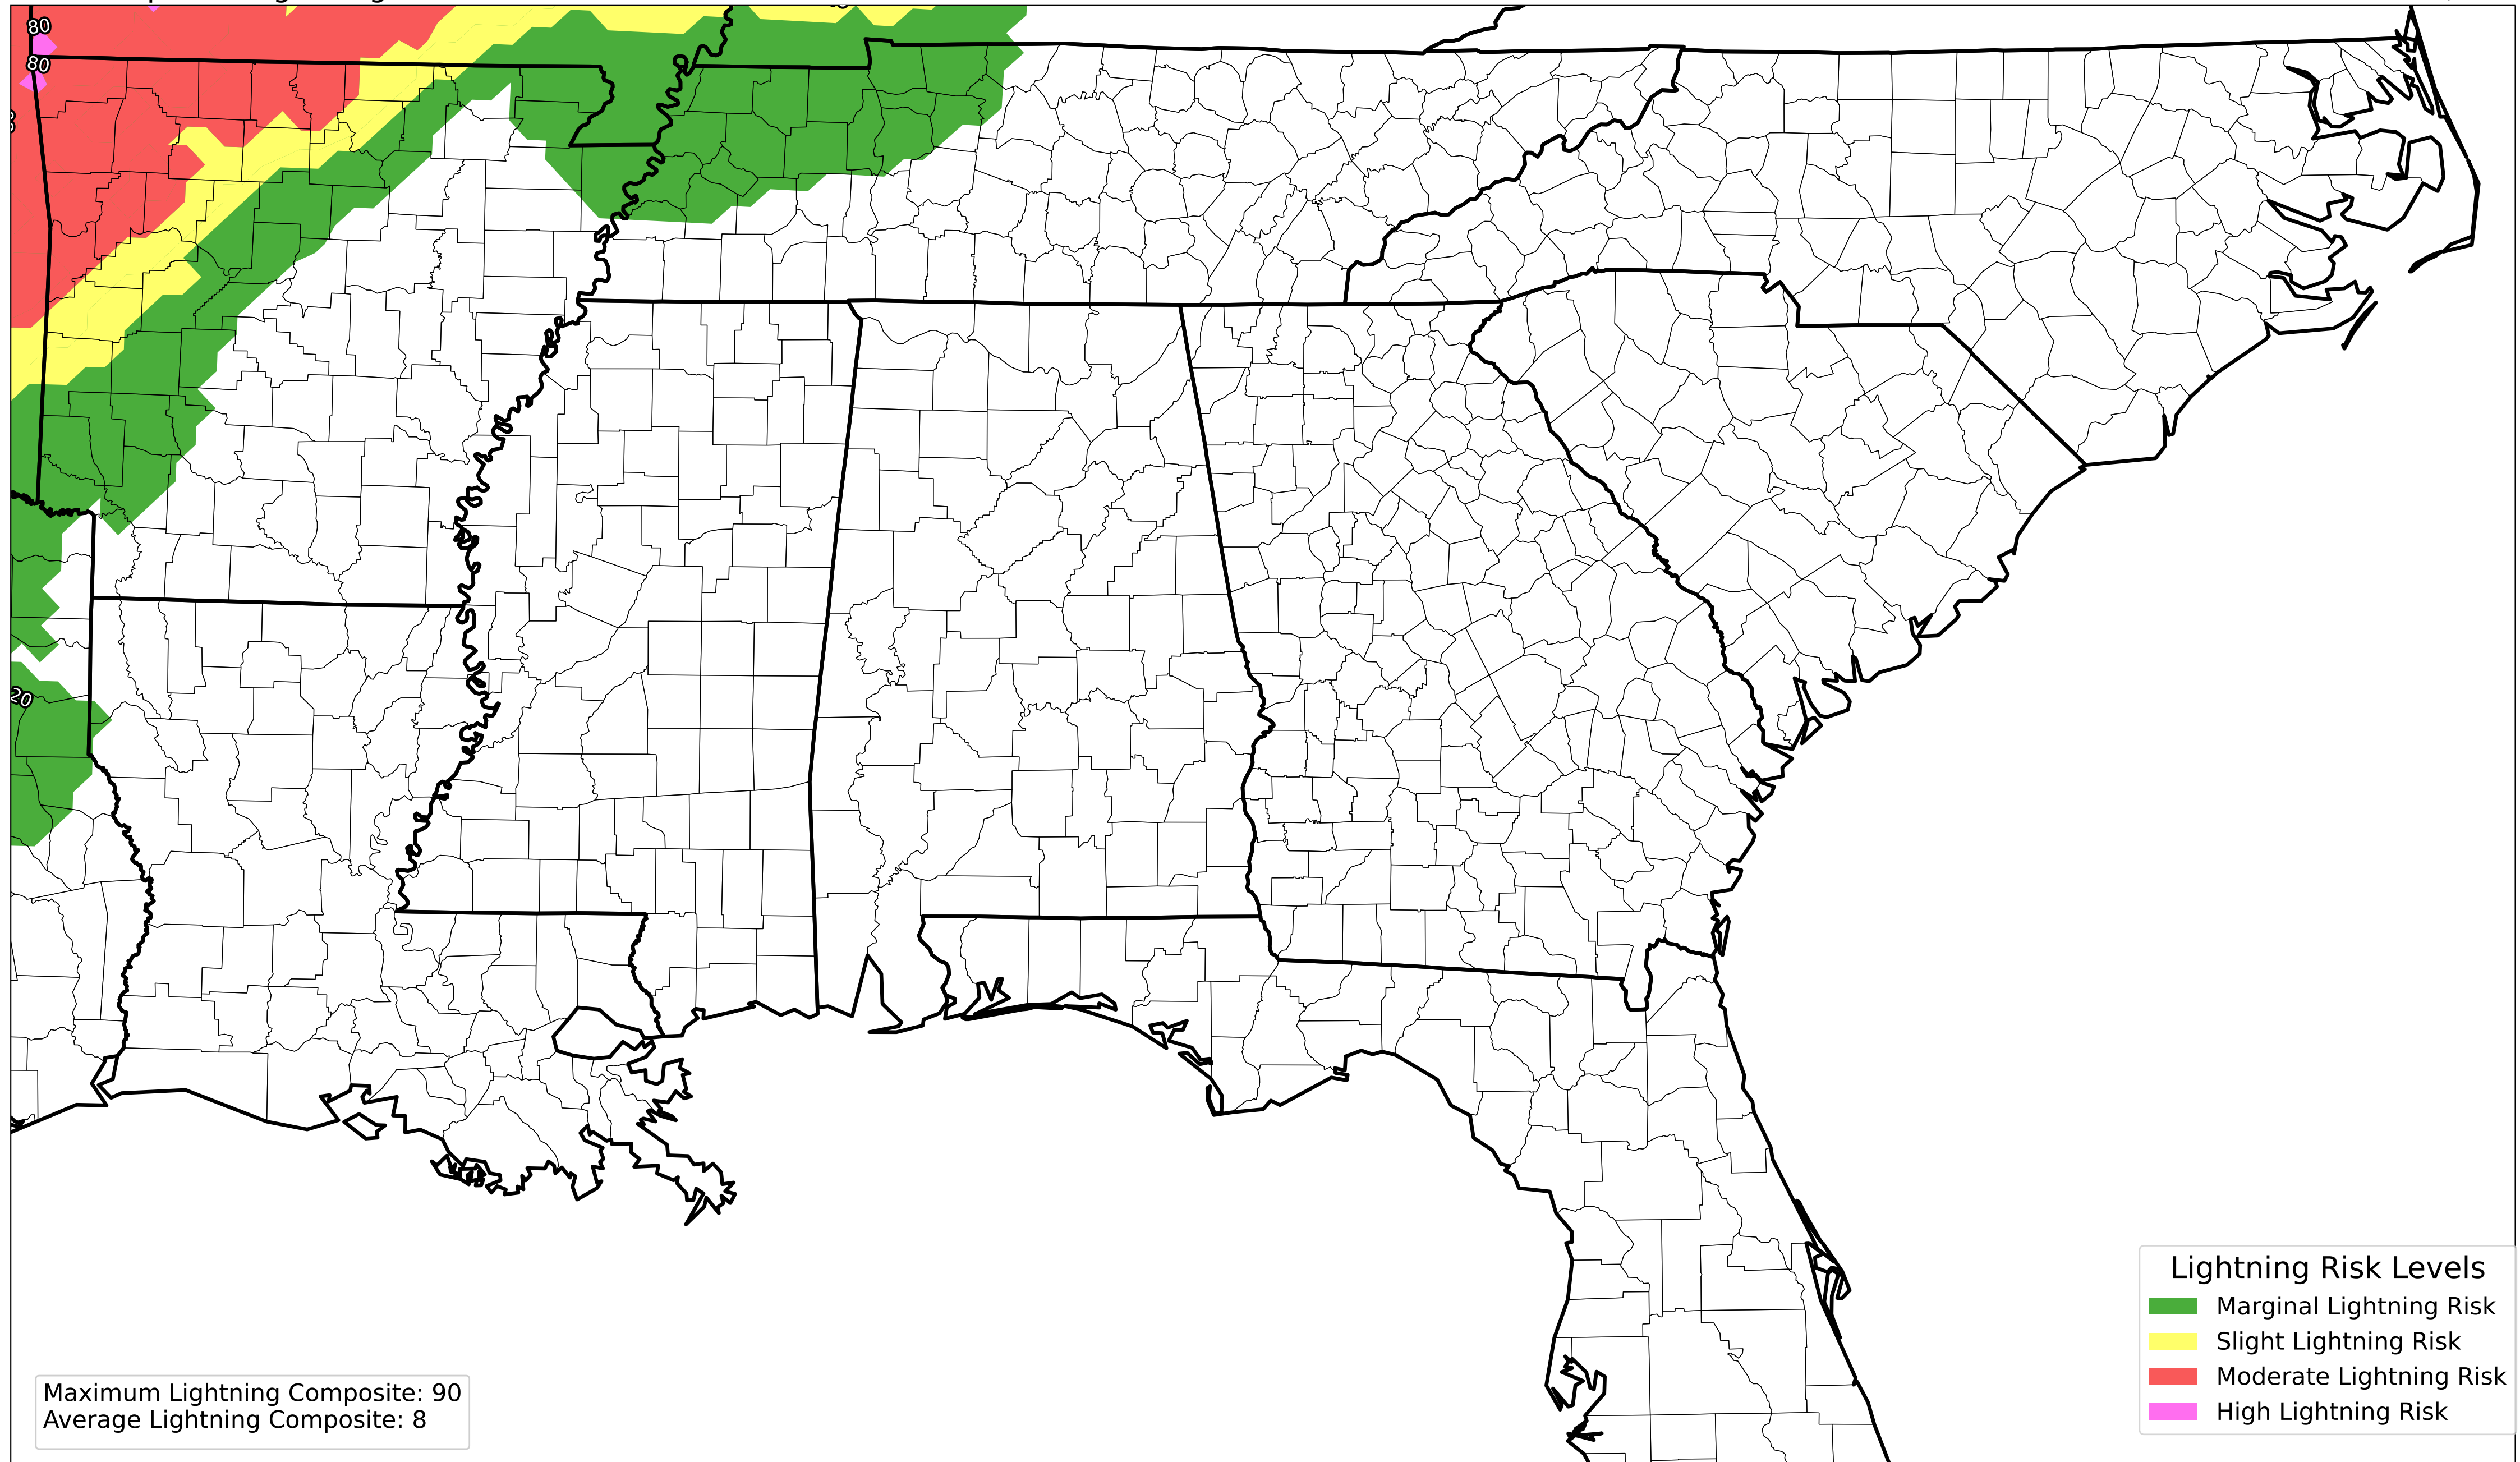 80
80
20
Lightning Risk Levels
Marginal Lightning Risk
Slight Lightning Risk
Moderate Lightning Risk
High Lightning Risk
Maximum Lightning Composite: 90
Average Lightning Composite: 8